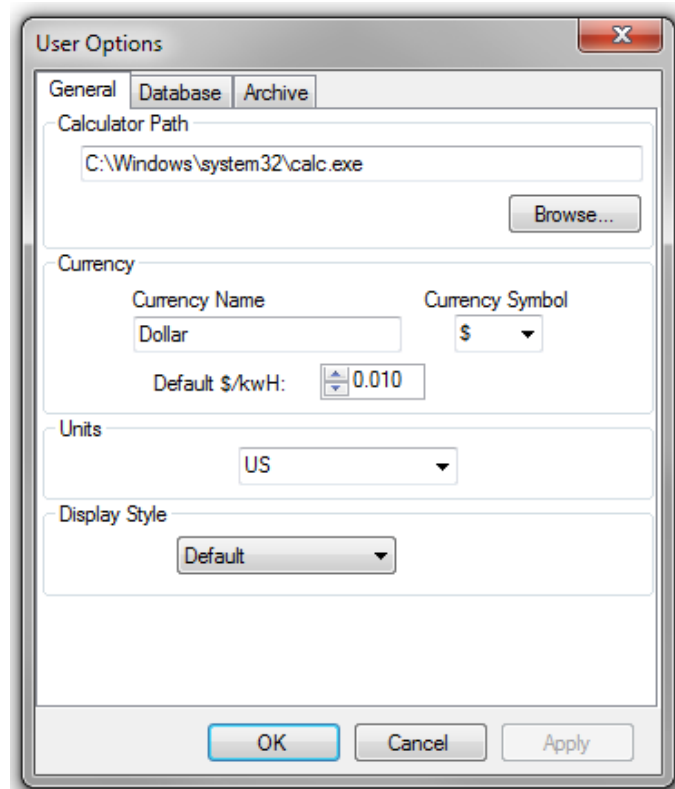 User Options
General Database Archive
Calculator Path
C:\Windows\system32\calc.exe
Browse...
Currency
Currency Name Currency Symbol
Dollar $
Default $/kwH: 0.010
Units
US
Display Style
Default
OK Cancel Apply